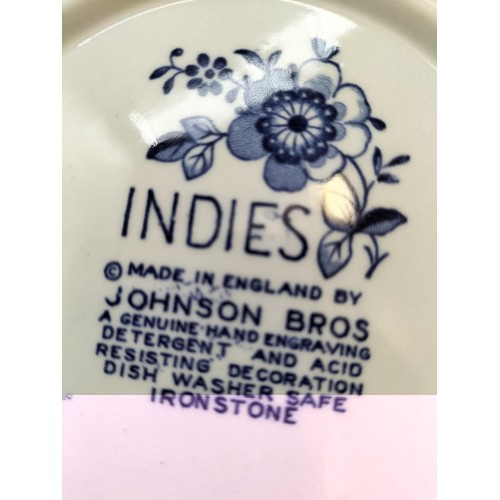 INDIES
© MADE IN ENGLAND BY
JOHNSON BROS
A GENUINE HAND ENGRAVING
DETERGENT AND ACID
RESISTING DECORATION
DISH WASHER SAFE
IRONSTONE